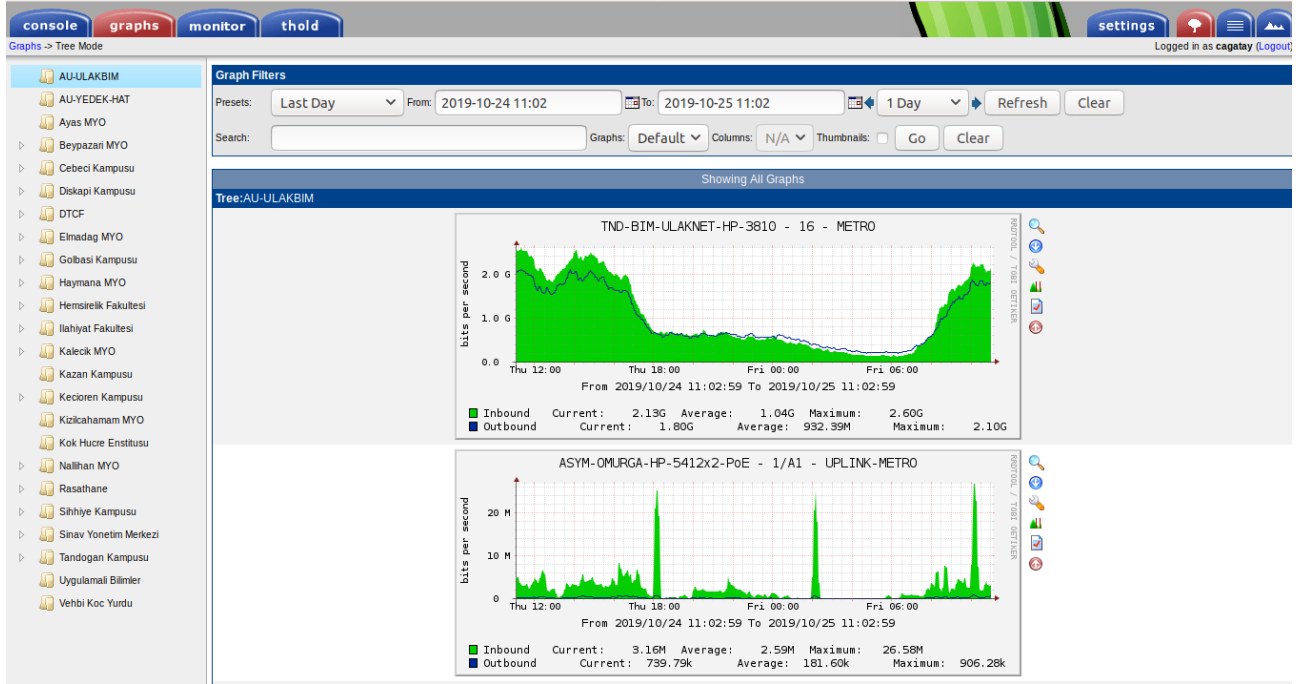 console graphs monitor thold settings
Graphs -> Tree Mode Logged in as cagatay (Logout)
AU-ULAKBIM
AU-YEDEK-HAT
Ayas MYO
Beypazari MYO
Cebeci Kampusu
Diskapi Kampusu
DTCF
Elmadag MYO
Golbasi Kampusu
Haymana MYO
Hemsirelik Fakultesi
Ilahiyat Fakultesi
Kalecik MYO
Kazan Kampusu
Kecioren Kampusu
Kizilcahamam MYO
Kok Hucre Enstitusu
Nallihan MYO
Rasathane
Sihhiye Kampusu
Sinav Yonetim Merkezi
Tandogan Kampusu
Uygulamali Bilimler
Vehbi Koc Yurdu
Graph Filters
Presets: Last Day From: 2019-10-24 11:02 To: 2019-10-25 11:02 1 Day Refresh Clear
Search: Graphs: Default Columns: N/A Thumbnails: Go Clear
Showing All Graphs
Tree:AU-ULAKBIM
TND-BIM-ULAKNET-HP-3810 - 16 - METRO
RRDTOOL / TOBI OETIKER
bits per second
2.0 G
1.0 G
0.0
Thu 12:00 Thu 18:00 Fri 00:00 Fri 06:00
From 2019/10/24 11:02:59 To 2019/10/25 11:02:59
Inbound Current: 2.13G Average: 1.04G Maximum: 2.60G
Outbound Current: 1.80G Average: 932.39M Maximum: 2.10G
ASYM-OMURGA-HP-5412x2-PoE - 1/A1 - UPLINK-METRO
RRDTOOL / TOBI OETIKER
bits per second
20 M
10 M
0
Thu 12:00 Thu 18:00 Fri 00:00 Fri 06:00
From 2019/10/24 11:02:59 To 2019/10/25 11:02:59
Inbound Current: 3.16M Average: 2.59M Maximum: 26.58M
Outbound Current: 739.79k Average: 181.60k Maximum: 906.28k